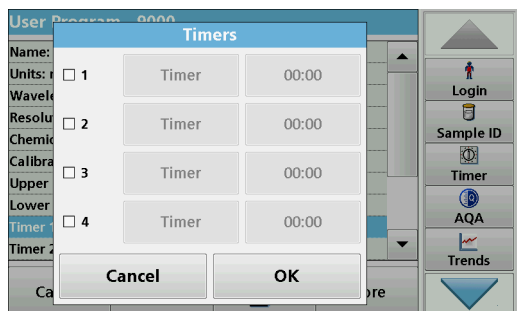 User Program 9000
Timers
Name:
Units:
Resolu
Calibra
Upper
Lower
Timer 1
Timer 2
1 Timer 00:00
2 Timer 00:00
3 Timer 00:00
4 Timer 00:00
Cancel OK
Login
Sample ID
Timer
AQA
Trends